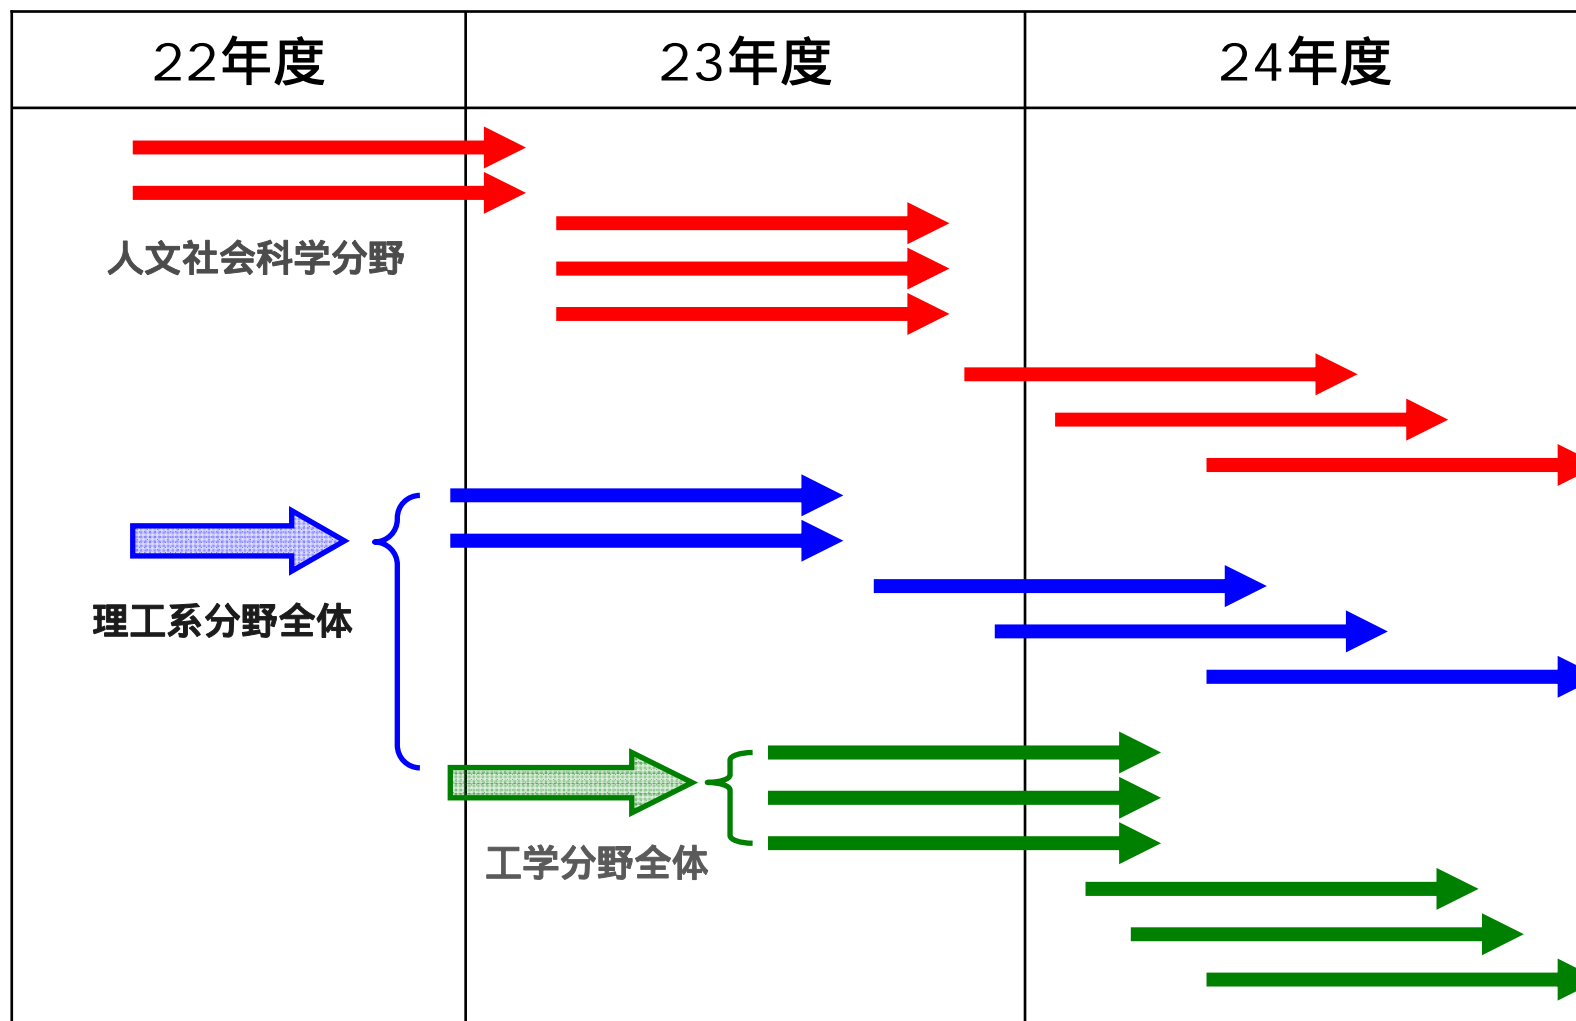 22年度
23年度
24年度
人文社会科学分野
理工系分野全体
工学分野全体